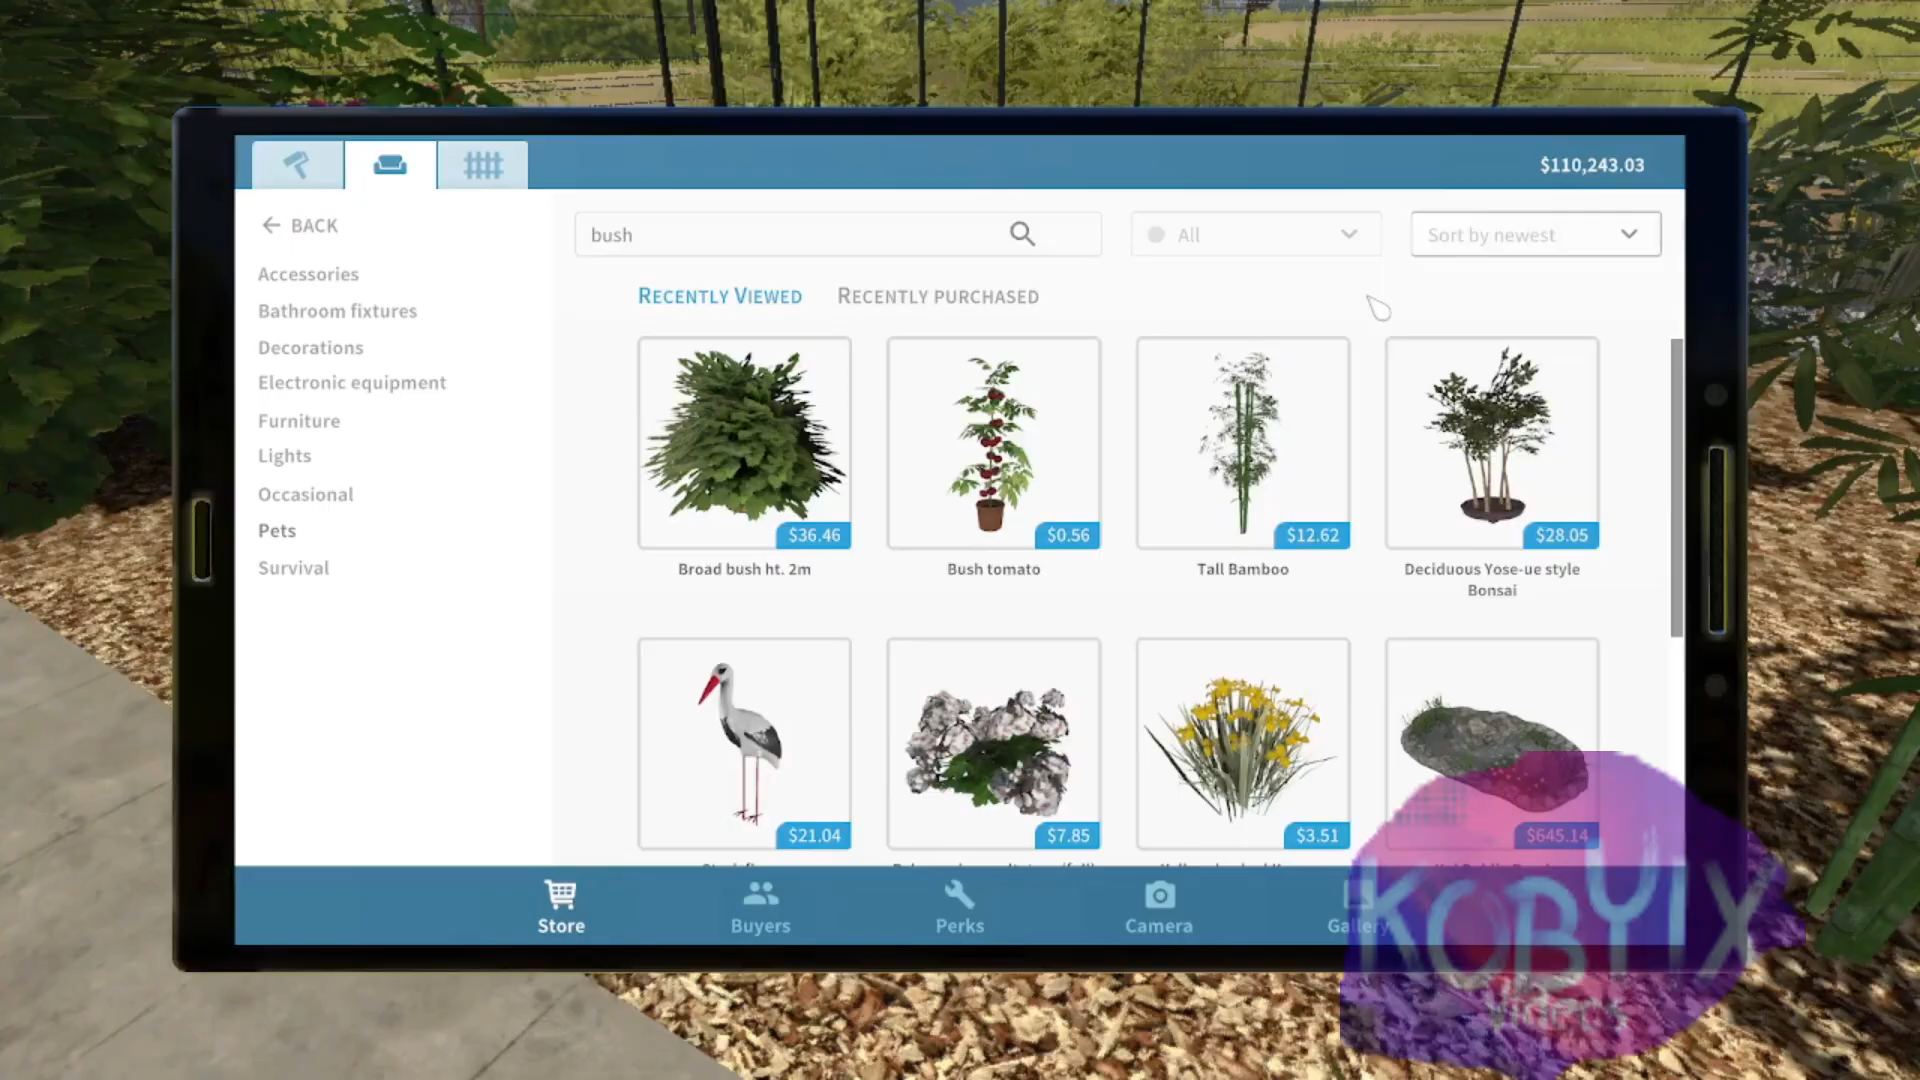 $110,243.03
BACK
Accessories
Bathroom fixtures
Decorations
Electronic equipment
Furniture
Lights
Occasional
Pets
Survival
bush
All
Sort by newest
RECENTLY VIEWED
RECENTLY PURCHASED
$36.46
$0.56
$12.62
$28.05
Broad bush ht. 2m
Bush tomato
Tall Bamboo
Deciduous Yose-ue style
Bonsai
$21.04
$7.85
$3.51
$645.14
Store
Buyers
Perks
Camera
Gallery
KOBYIX
Videos